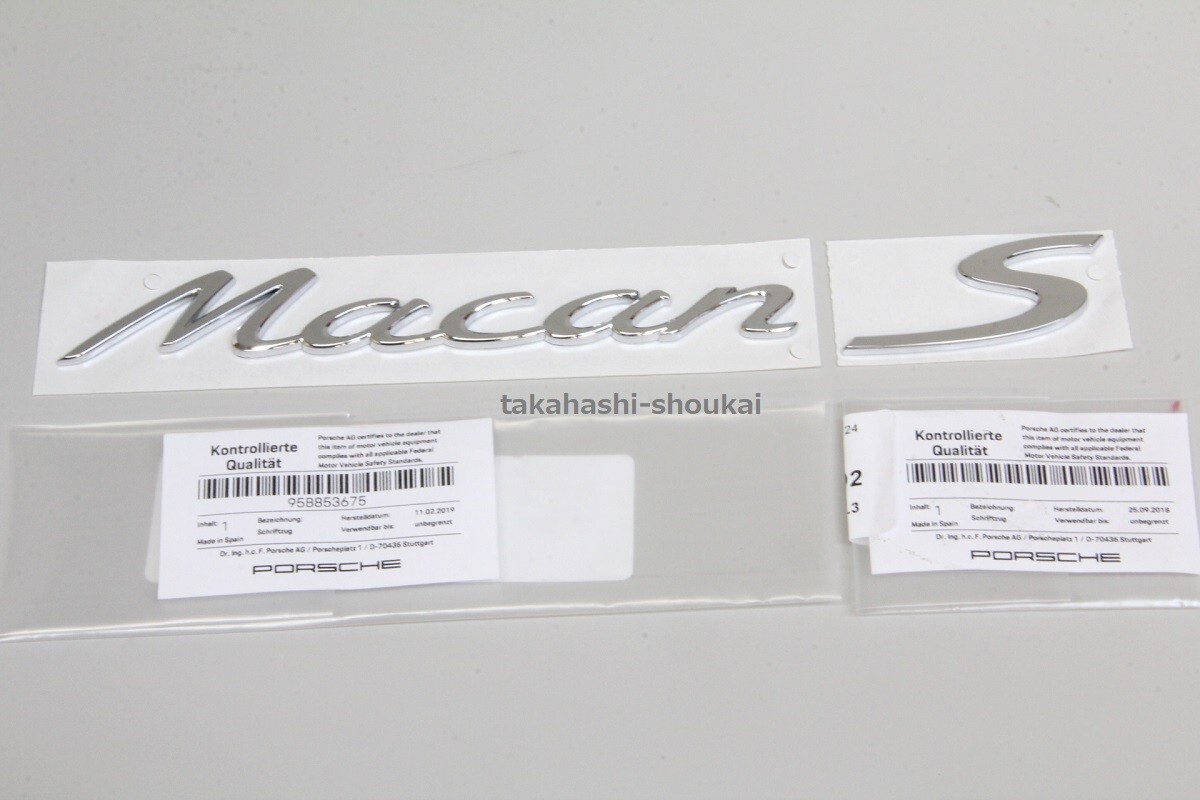 Macan S
takahashi-shoukai
Kontrollierte
Qualität
Porsche AG certifies to the dealer that
this item of motor vehicle equipment
complies with all applicable Federal
Motor Vehicle Safety Standards.
95B853675
Inhalt: 1
Bezeichnung:
Schriftzug
Herstelldatum: 11.02.2019
Verwendbar bis: unbegrenzt
Made in Spain
Dr. Ing. h.c. F. Porsche AG / Porscheplatz 1 / D-70435 Stuttgart
PORSCHE
24
02
13
Kontrollierte
Qualität
Porsche AG certifies to the dealer that
this item of motor vehicle equipment
complies with all applicable Federal
Motor Vehicle Safety Standards.
Inhalt: 1
Bezeichnung:
Schriftzug
Herstelldatum: 25.09.2018
Verwendbar bis: unbegrenzt
Made in Spain
Dr. Ing. h.c. F. Porsche AG / Porscheplatz 1 / D-70435 Stuttgart
PORSCHE